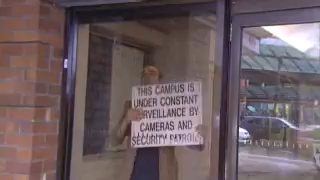 THIS CAMPUS IS
UNDER CONSTANT
SURVEILLANCE BY
CAMERAS AND
SECURITY PATROL